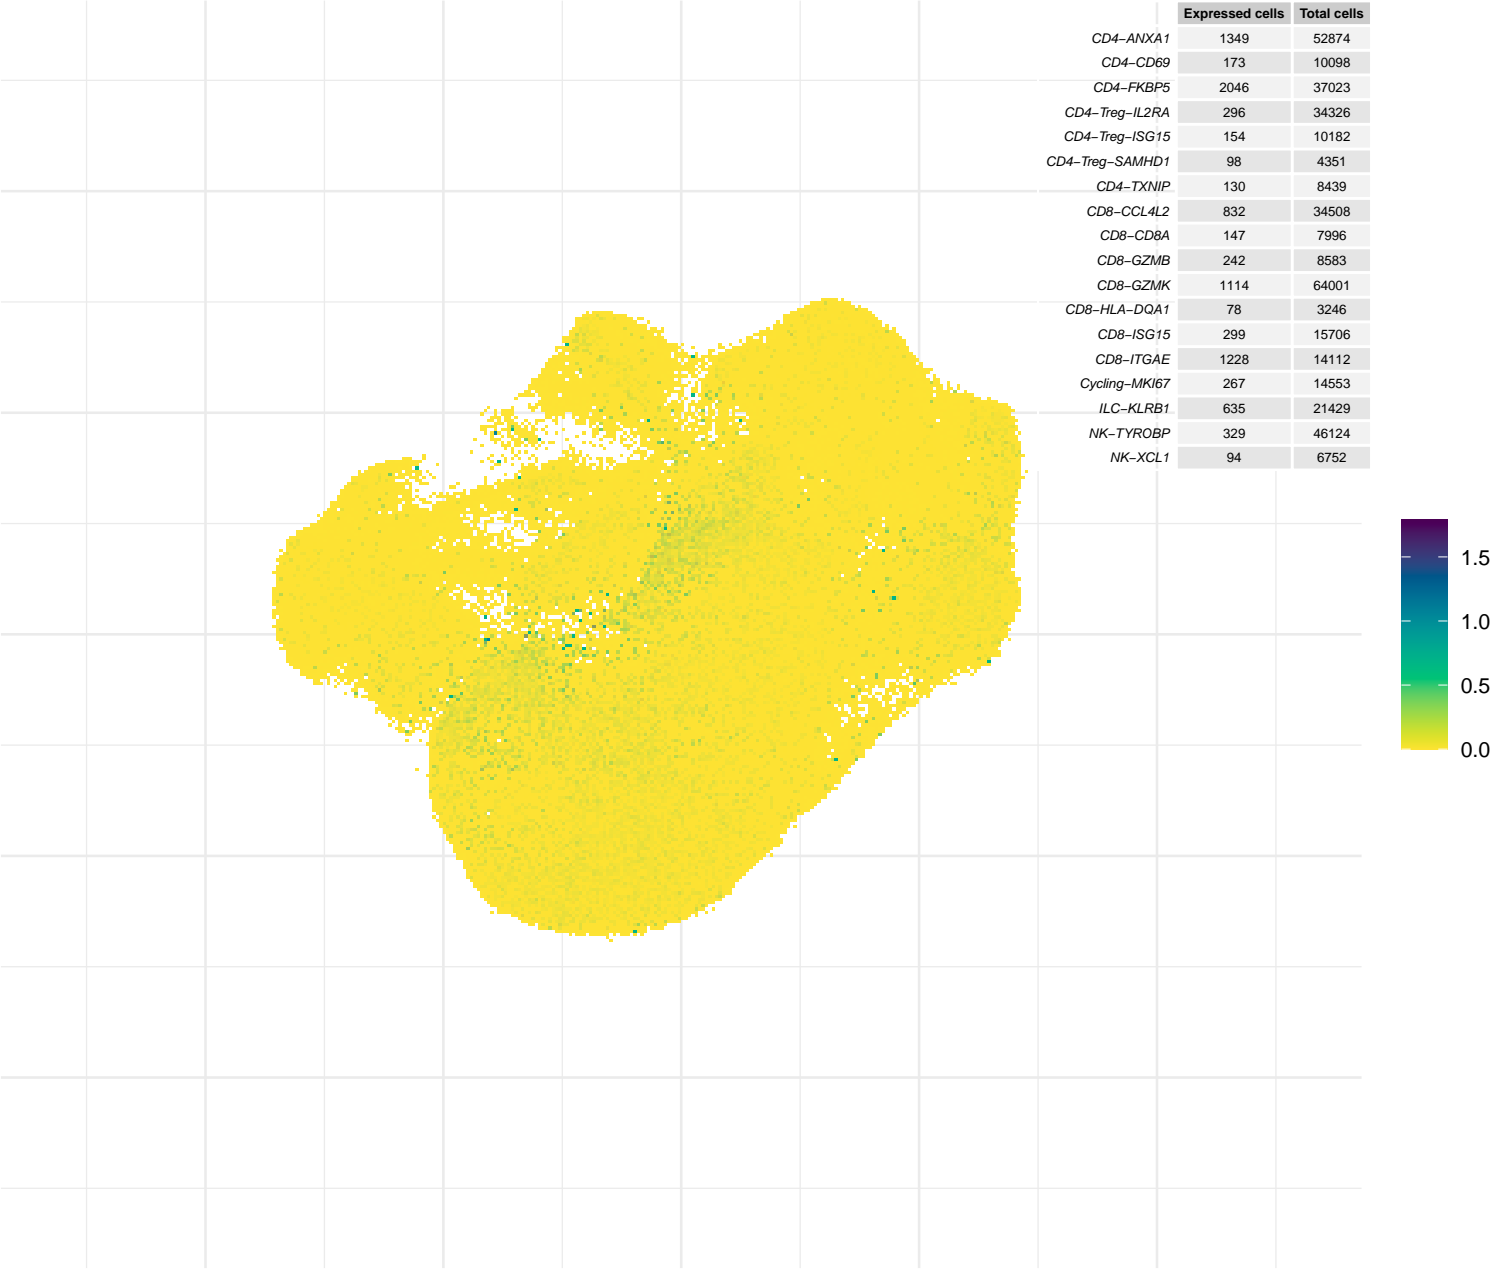 Expressed cells Total cells
CD4−ANXA1 1349 52874
CD4−CD69 173 10098
CD4−FKBP5 2046 37023
CD4−Treg−IL2RA 296 34326
CD4−Treg−ISG15 154 10182
CD4−Treg−SAMHD1 98 4351
CD4−TXNIP 130 8439
CD8−CCL4L2 832 34508
CD8−CD8A 147 7996
CD8−GZMB 242 8583
CD8−GZMK 1114 64001
CD8−HLA−DQA1 78 3246
CD8−ISG15 299 15706
CD8−ITGAE 1228 14112
Cycling−MKI67 267 14553
ILC−KLRB1 635 21429
NK−TYROBP 329 46124
NK−XCL1 94 6752
1.5
1.0
0.5
0.0